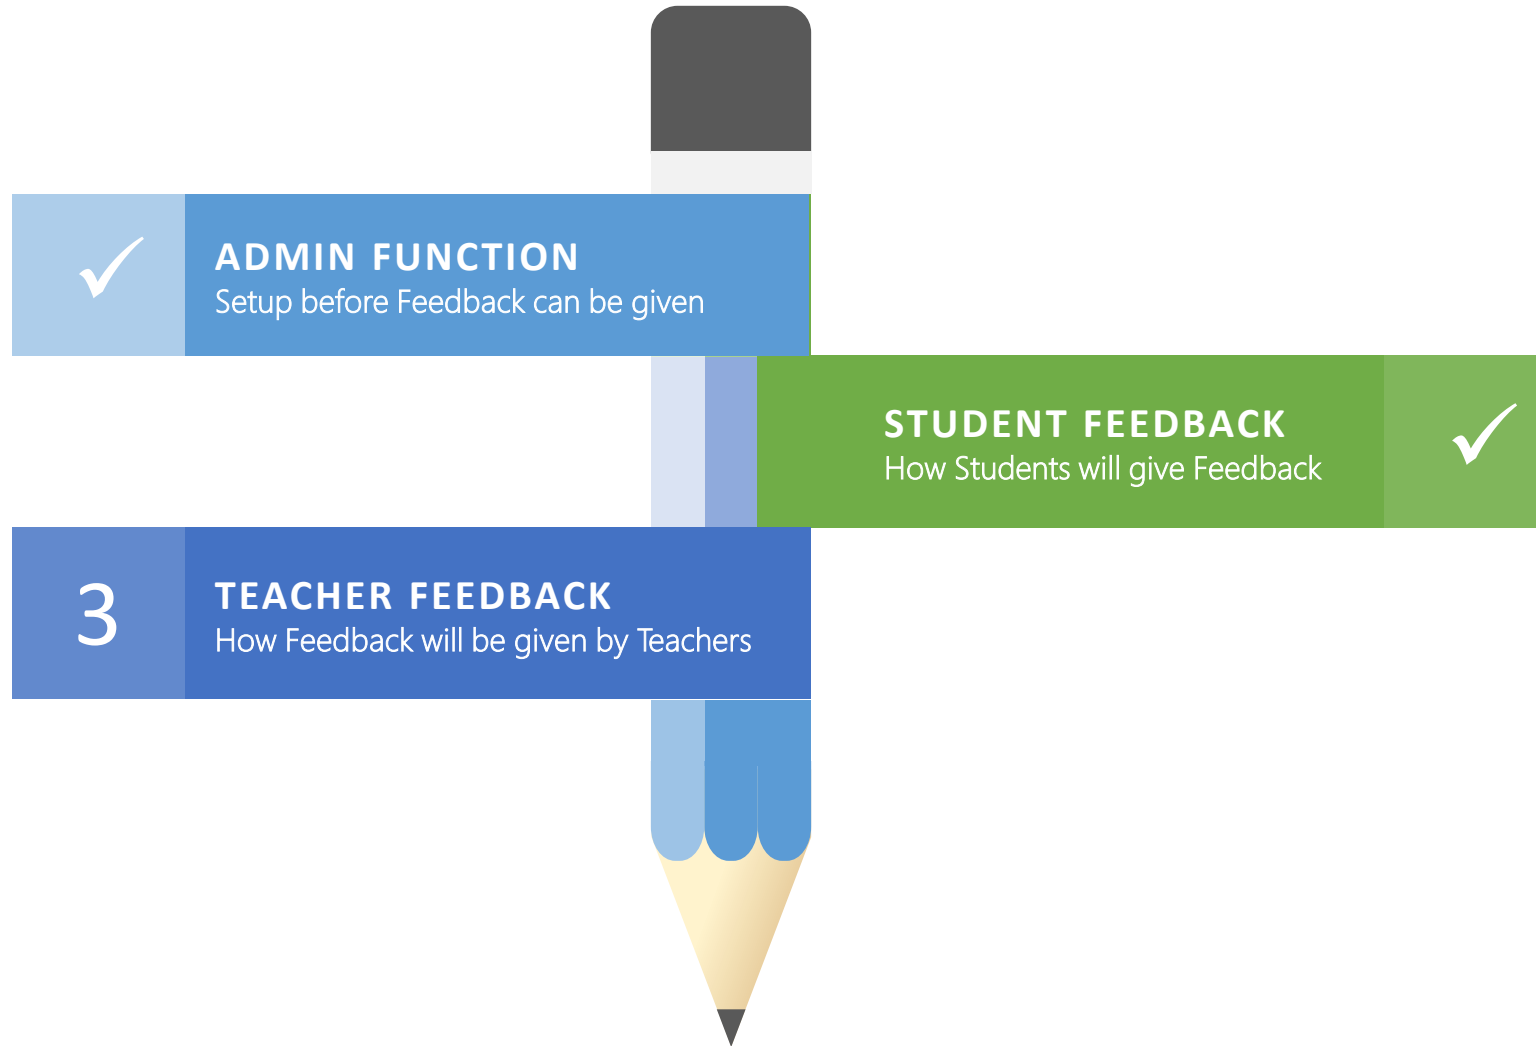 ADMIN FUNCTION
Setup before Feedback can be given
STUDENT FEEDBACK
How Students will give Feedback
3
TEACHER FEEDBACK
How Feedback will be given by Teachers